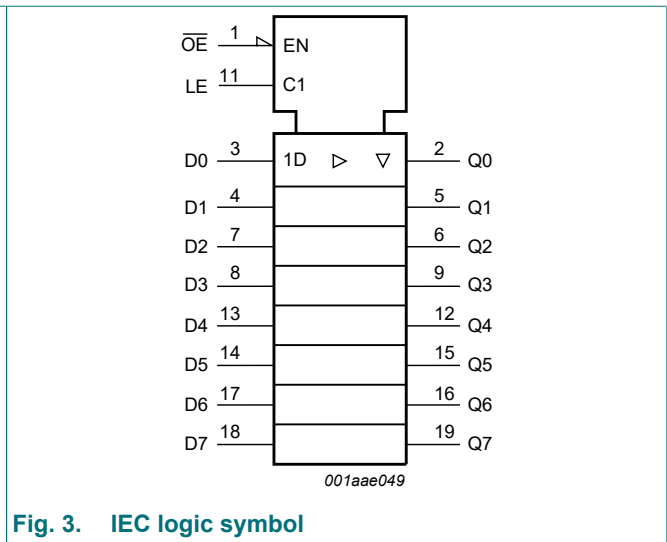 O̅E̅ 1 EN
LE 11 C1
D0 3 1D 2 Q0
D1 4 5 Q1
D2 7 6 Q2
D3 8 9 Q3
D4 13 12 Q4
D5 14 15 Q5
D6 17 16 Q6
D7 18 19 Q7
001aae049
Fig. 3. IEC logic symbol